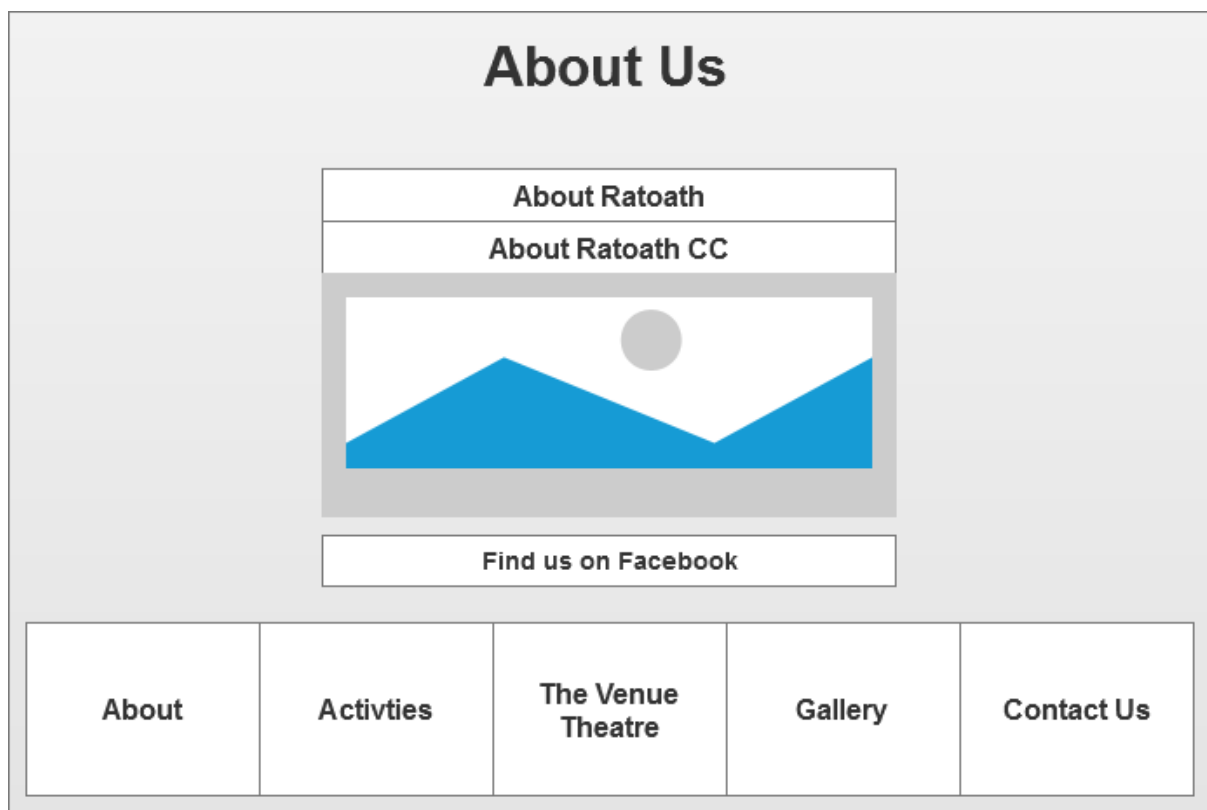 About Us
About Ratoath
About Ratoath CC
Find us on Facebook
About
Activties
The Venue
Theatre
Gallery
Contact Us